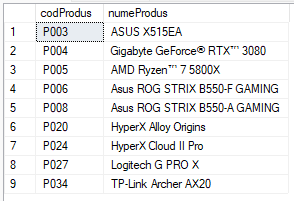 codProdus numeProdus
1 P003 ASUS X515EA
2 P004 Gigabyte GeForce® RTX™ 3080
3 P005 AMD Ryzen™ 7 5800X
4 P006 Asus ROG STRIX B550-F GAMING
5 P008 Asus ROG STRIX B550-A GAMING
6 P020 HyperX Alloy Origins
7 P024 HyperX Cloud II Pro
8 P027 Logitech G PRO X
9 P034 TP-Link Archer AX20